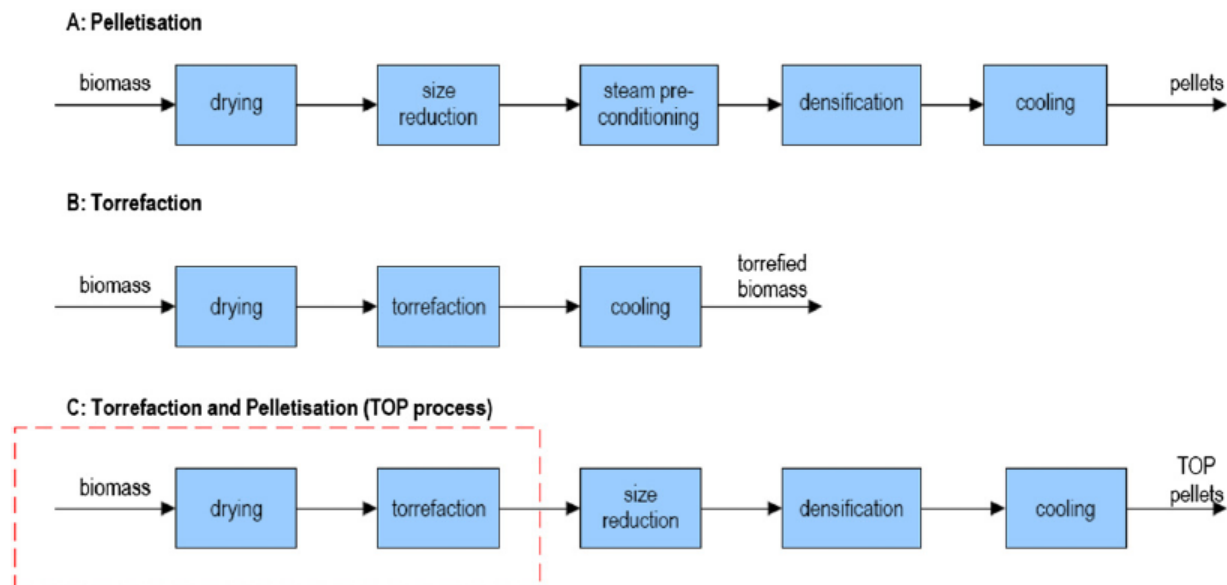 A: Pelletisation
biomass
drying
size
reduction
steam pre-
conditioning
densification
cooling
pellets
B: Torrefaction
biomass
drying
torrefaction
cooling
torrefied
biomass
C: Torrefaction and Pelletisation (TOP process)
biomass
drying
torrefaction
size
reduction
densification
cooling
TOP
pellets